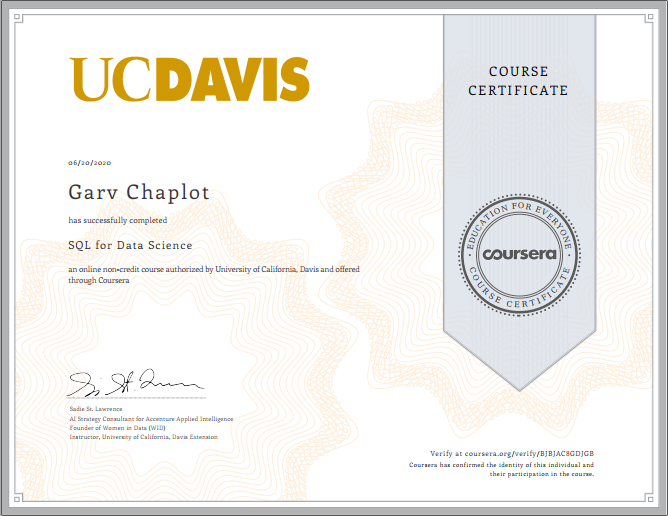 UCDAVIS
COURSE
CERTIFICATE
06/20/2020
Garv Chaplot
has successfully completed
SQL for Data Science
an online non-credit course authorized by University of California, Davis and offered
through Coursera
EDUCATION FOR EVERYONE
coursera
COURSE CERTIFICATE
Sadie St. Lawrence
AI Strategy Consultant for Accenture Applied Intelligence
Founder of Women in Data (WID)
Instructor, University of California, Davis Extension
Verify at coursera.org/verify/BJBJAC8GDJGB
Coursera has confirmed the identity of this individual and
their participation in the course.